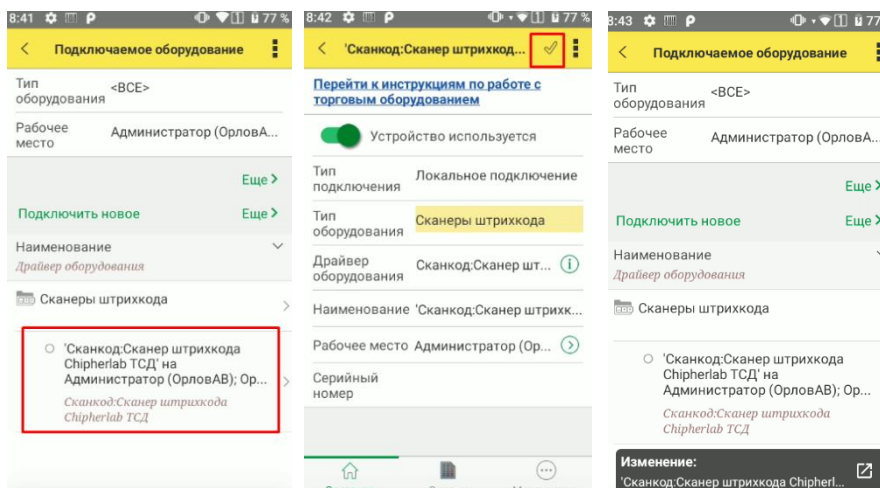 8:41 77 %
Подключаемое оборудование
Тип
оборудования
<ВСЕ>
Рабочее
место
Администратор (ОрловА...
Еще
Подключить новое
Еще
Наименование
Драйвер оборудования
Сканеры штрихкода
'Сканкод:Сканер штрихкода
Chipherlab ТСД' на
Администратор (ОрловАВ); Ор...
Сканкод:Сканер штрихкода
Chipherlab ТСД
8:42 77 %
'Сканкод:Сканер штрихкод...
Перейти к инструкциям по работе с
торговым оборудованием
Устройство используется
Тип
подключения
Локальное подключение
Тип
оборудования
Сканеры штрихкода
Драйвер
оборудования
Сканкод:Сканер шт...
Наименование 'Сканкод:Сканер штрихк...
Рабочее место Администратор (Ор...
Серийный
номер
8:43 77
Подключаемое оборудование
Тип
оборудования
<ВСЕ>
Рабочее
место
Администратор (ОрловА...
Еще
Подключить новое
Еще
Наименование
Драйвер оборудования
Сканеры штрихкода
'Сканкод:Сканер штрихкода
Chipherlab ТСД' на
Администратор (ОрловАВ); Ор...
Сканкод:Сканер штрихкода
Chipherlab ТСД
Изменение:
'Сканкод:Сканер штрихкода Chipherl...